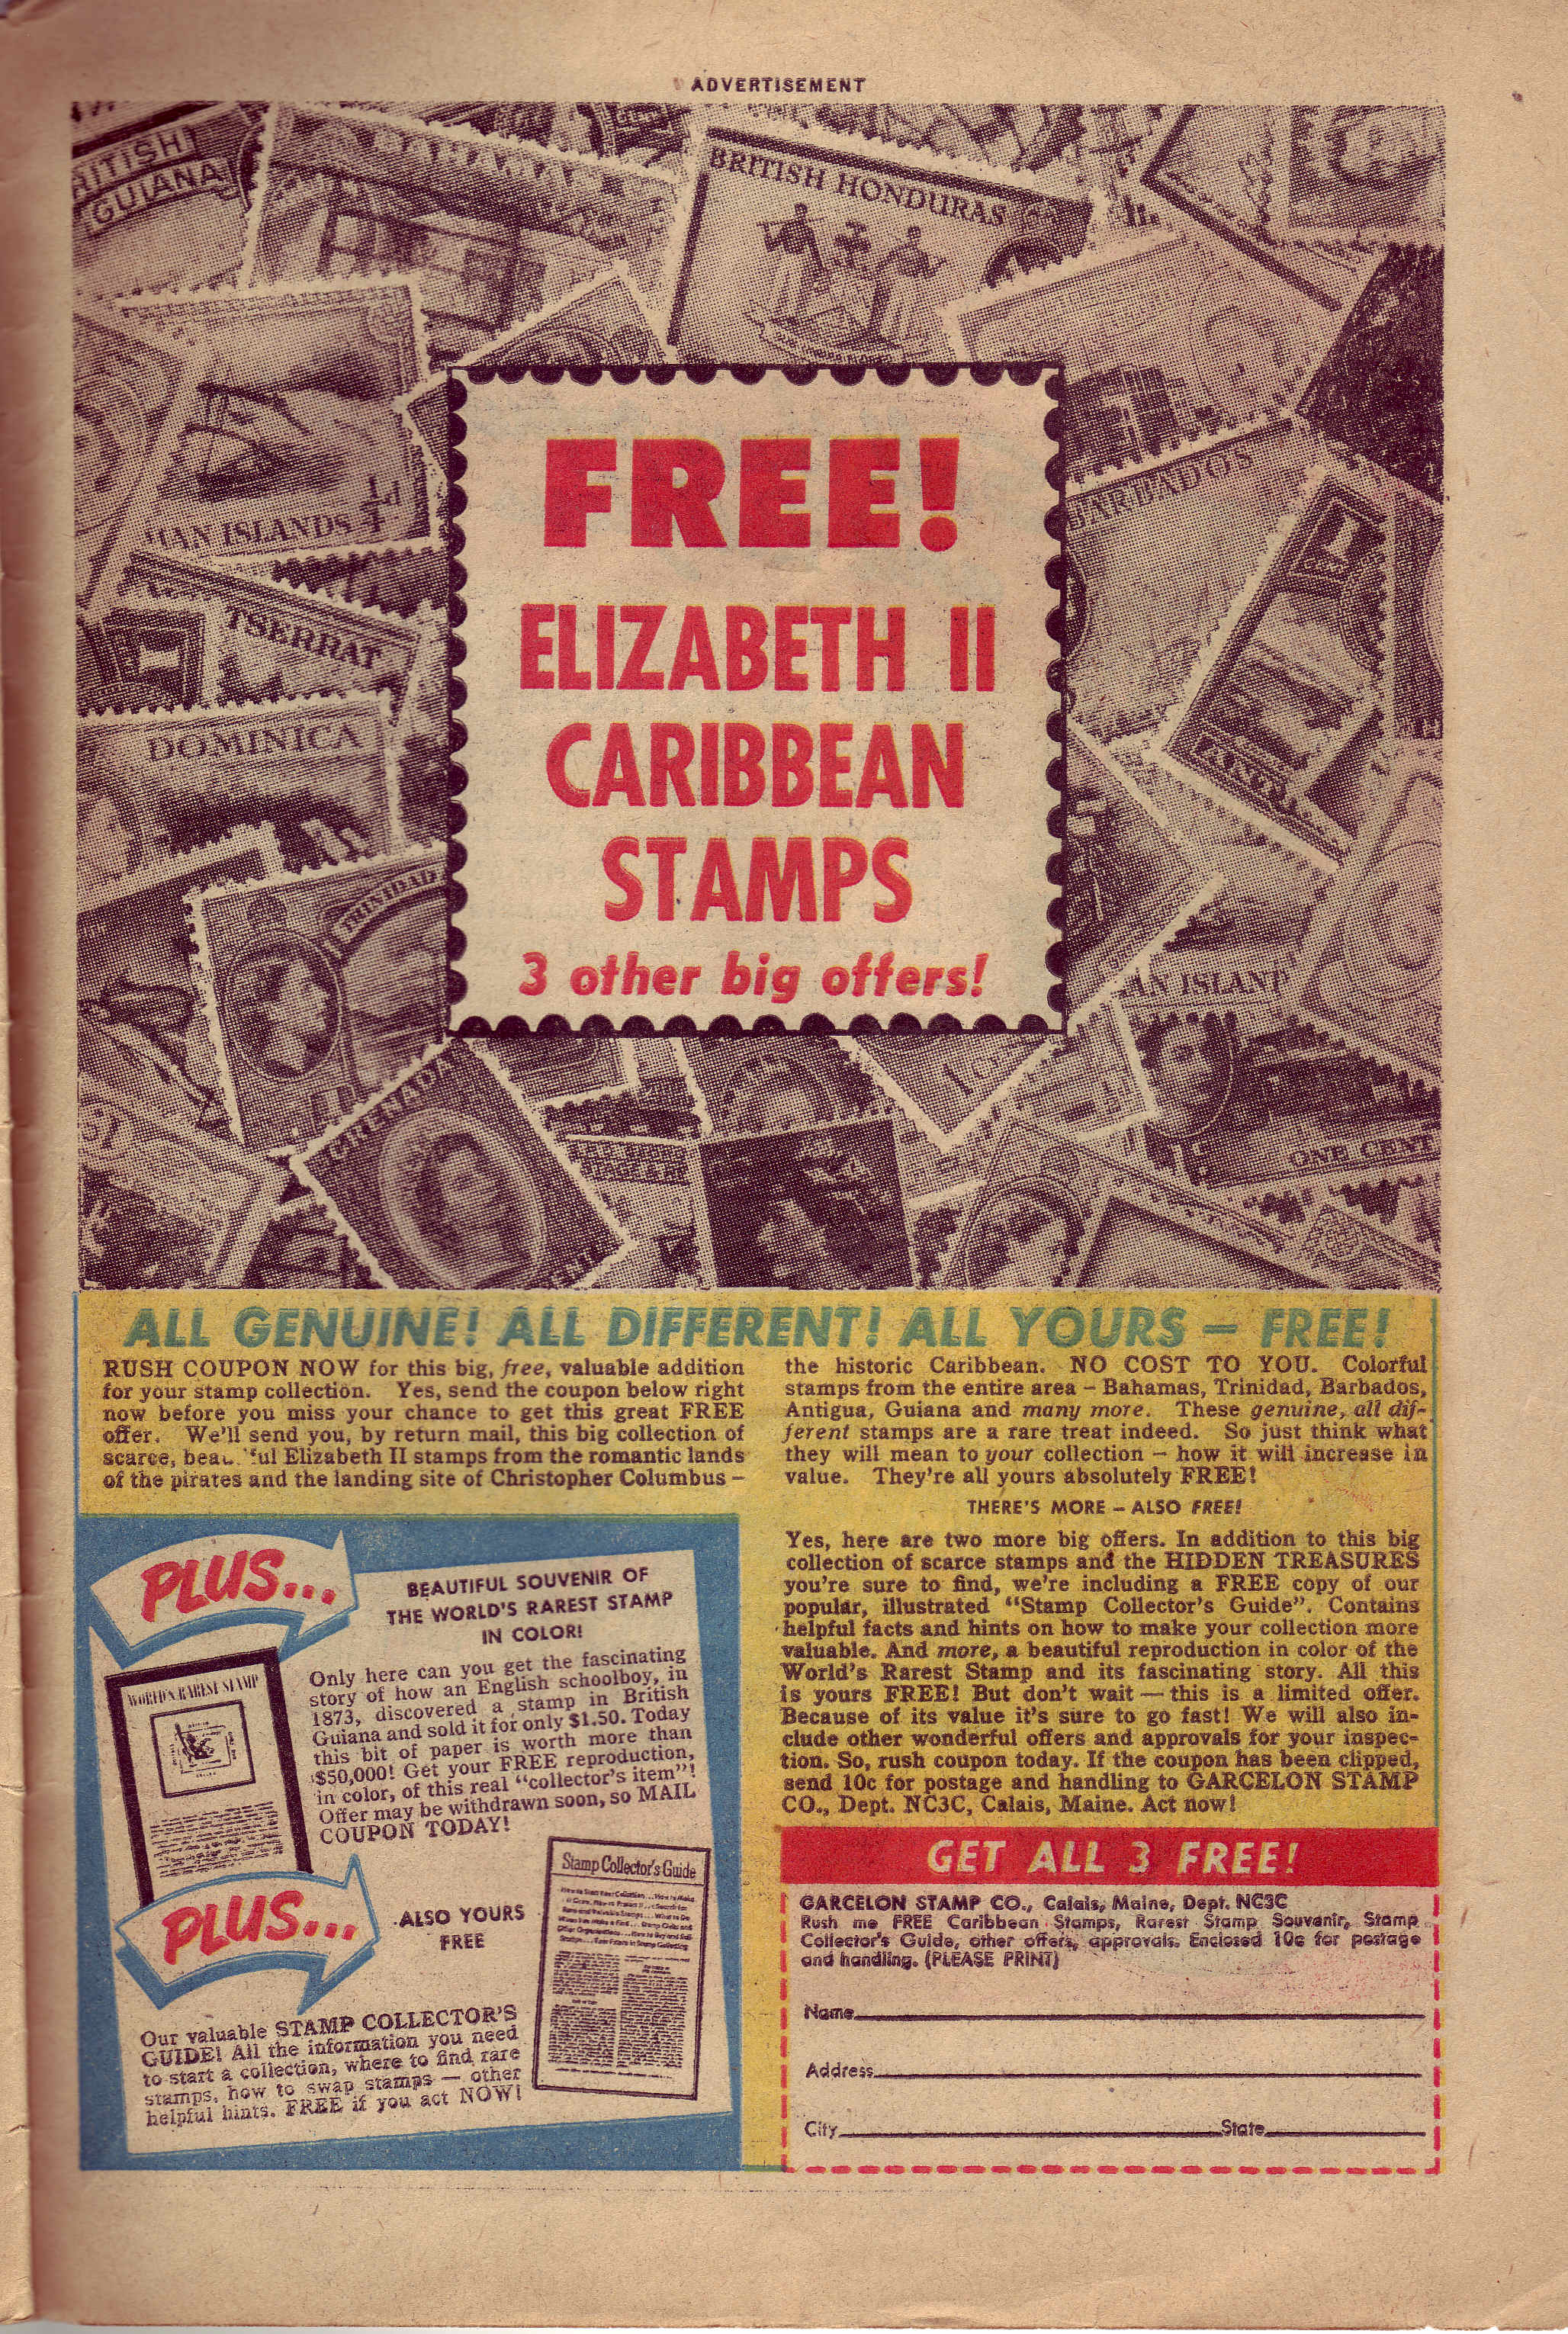 ADVERTISEMENT
BRITISH HONDURAS
GUIANA
BARBADOS
ISLANDS 1/4d
TSERRAT
DOMINICA
1
CENT
TRINIDAD
AN ISLAND
GRENADA
ONE CENT
FREE!
ELIZABETH II
CARIBBEAN
STAMPS
3 other big offers!
ALL GENUINE! ALL DIFFERENT! ALL YOURS – FREE!
RUSH COUPON NOW for this big, free, valuable addition
for your stamp collection. Yes, send the coupon below right
now before you miss your chance to get this great FREE
offer. We'll send you, by return mail, this big collection of
scarce, Elizabeth II stamps from the romantic lands
of the pirates and the landing site of Christopher Columbus –
the historic Caribbean. NO COST TO YOU. Colorful
stamps from the entire area – Bahamas, Trinidad, Barbados,
Antigua, Guiana and many more. These genuine, all dif-
ferent stamps are a rare treat indeed. So just think what
they will mean to your collection – how it will increase in
value. They're all yours absolutely FREE!
THERE'S MORE – ALSO FREE!
Yes, here are two more big offers. In addition to this big
collection of scarce stamps and the HIDDEN TREASURES
you're sure to find, we're including a FREE copy of our
popular, illustrated "Stamp Collector's Guide". Contains
helpful facts and hints on how to make your collection more
valuable. And more, a beautiful reproduction in color of the
World's Rarest Stamp and its fascinating story. All this
is yours FREE! But don't wait — this is a limited offer.
Because of its value it's sure to go fast! We will also in-
clude other wonderful offers and approvals for your inspec-
tion. So, rush coupon today. If the coupon has been clipped,
send 10c for postage and handling to GARCELON STAMP
CO., Dept. NC3C, Calais, Maine. Act now!
PLUS...
BEAUTIFUL SOUVENIR OF
THE WORLD'S RAREST STAMP
IN COLOR!
WORLD'S RAREST STAMP
Only here can you get the fascinating
story of how an English schoolboy, in
1873, discovered a stamp in British
Guiana and sold it for only $1.50. Today
this bit of paper is worth more than
$50,000! Get your FREE reproduction,
in color, of this real "collector's item"!
Offer may be withdrawn soon, so MAIL
COUPON TODAY!
PLUS...
ALSO YOURS
FREE
Stamp Collector's Guide
Our valuable STAMP COLLECTOR'S
GUIDE! All the information you need
to start a collection, where to find rare
stamps, how to swap stamps — other
helpful hints. FREE if you act NOW!
GET ALL 3 FREE!
GARCELON STAMP CO., Calais, Maine, Dept. NC3C
Rush me FREE Caribbean Stamps, Rarest Stamp Souvenir, Stamp
Collector's Guide, other offers, approvals. Enclosed 10c for postage
and handling. (PLEASE PRINT)
Name
Address
City State